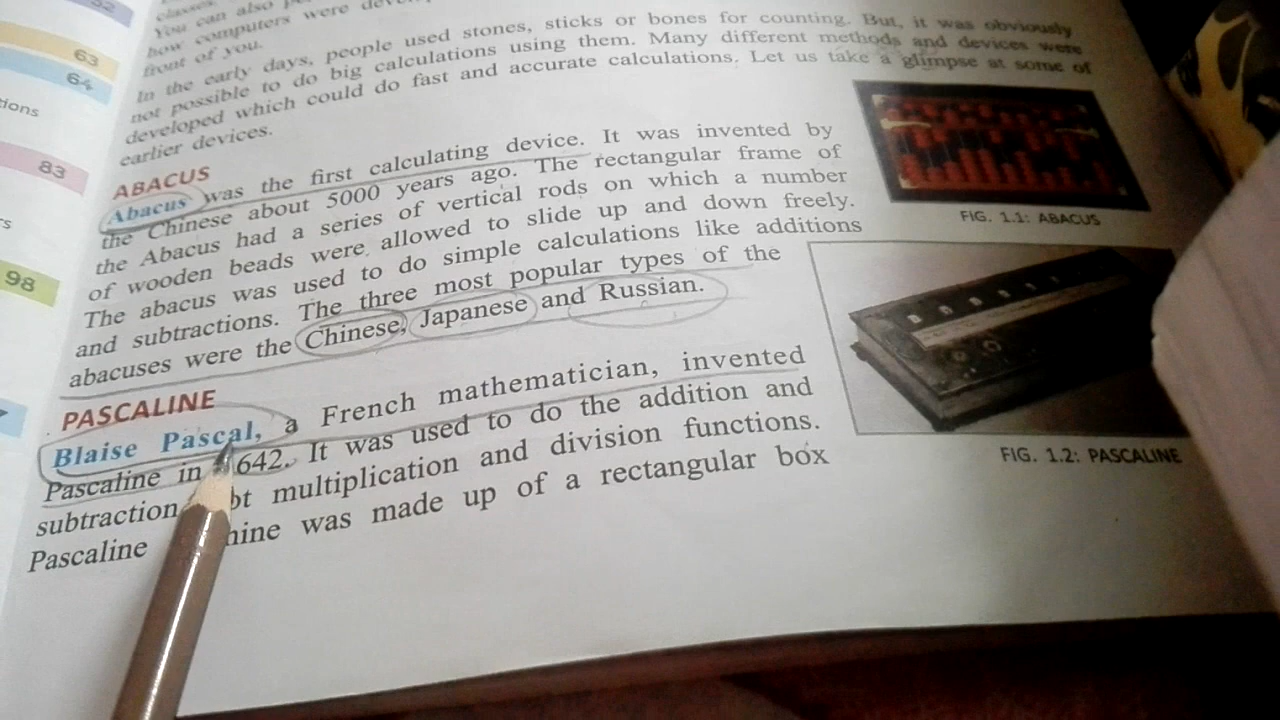 52
63
64
ions
83
rs
98
classes.
You can also
how computers were
front of you.
In the early days, people used stones, sticks or bones for counting. But, it was obviously
not possible to do big calculations using them. Many different methods and devices were
developed which could do fast and accurate calculations. Let us take a glimpse at some of
earlier devices.
ABACUS
Abacus was the first calculating device. It was invented by
the Chinese about 5000 years ago. The rectangular frame of
the Abacus had a series of vertical rods on which a number
of wooden beads were allowed to slide up and down freely.
The abacus was used to do simple calculations like additions
and subtractions. The three most popular types of the
abacuses were the Chinese, Japanese and Russian.
FIG. 1.1: ABACUS
PASCALINE
Blaise Pascal, a French mathematician, invented
Pascaline in 1642. It was used to do the addition and
subtraction multiplication and division functions.
Pascaline was made up of a rectangular box
FIG. 1.2: PASCALINE